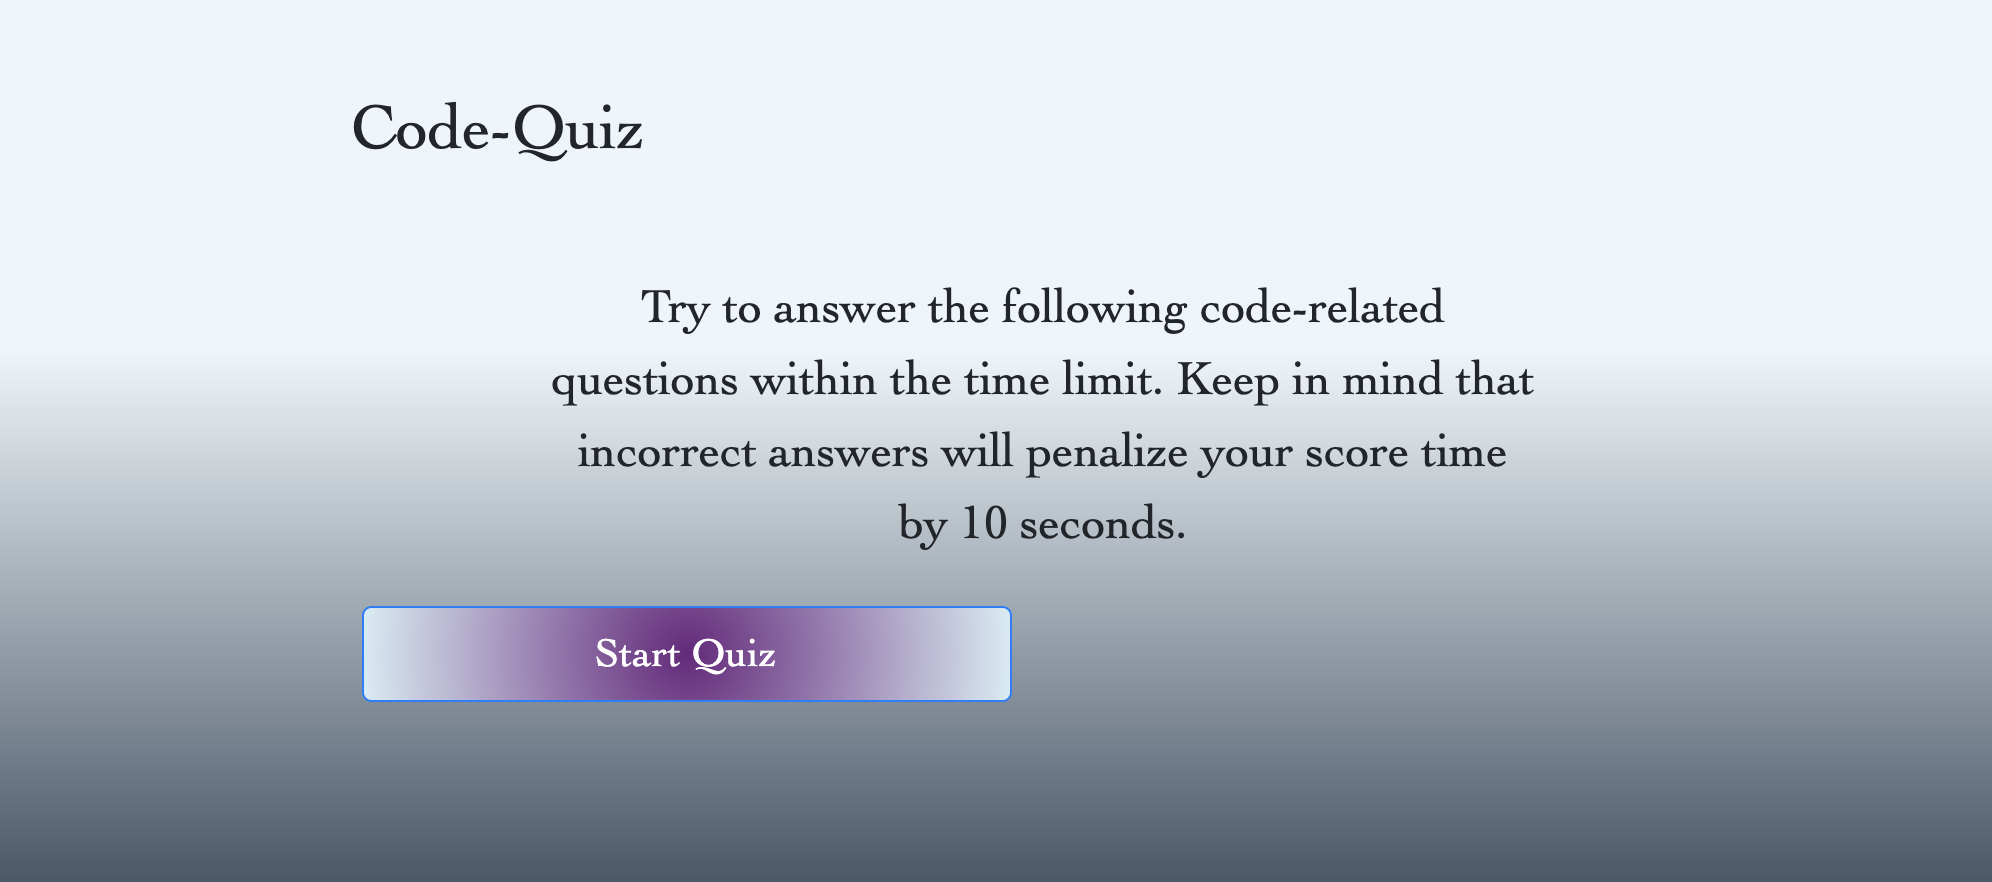 Code-Quiz
Try to answer the following code-related
questions within the time limit. Keep in mind that
incorrect answers will penalize your score time
by 10 seconds.
Start Quiz